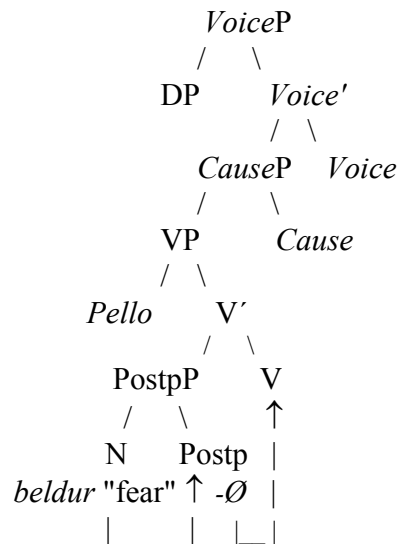 VoiceP
DP Voice'
CauseP Voice
VP Cause
Pello V´
PostpP V
N Postp
beldur "fear" -Ø